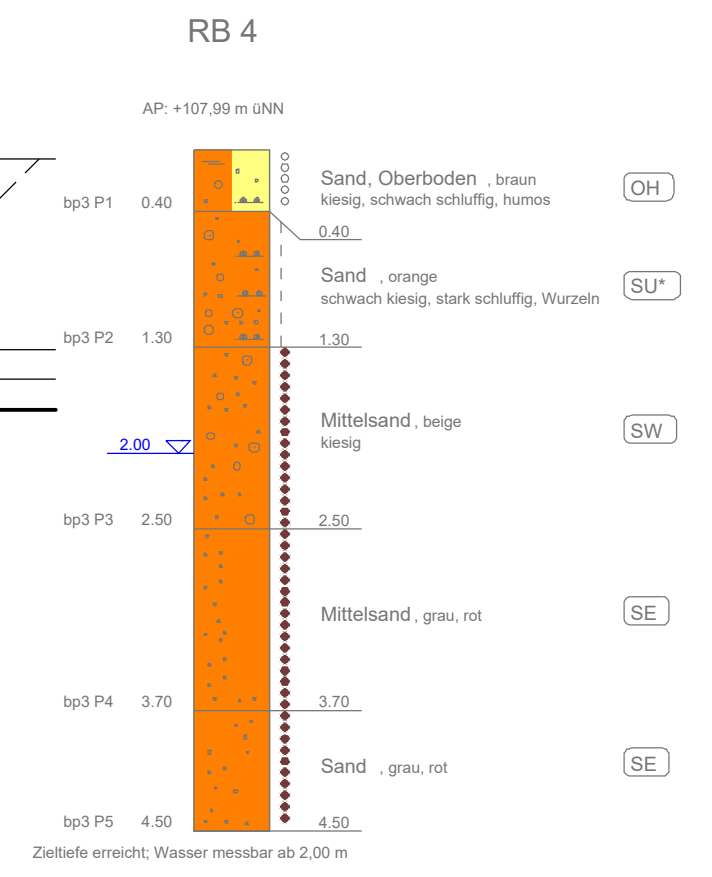 RB 4
AP: +107,99 m üNN
Sand, Oberboden , braun
kiesig, schwach schluffig, humos
OH
bp3 P1 0.40
0.40
Sand , orange
schwach kiesig, stark schluffig, Wurzeln
SU*
bp3 P2 1.30
1.30
Mittelsand , beige
kiesig
SW
2.00
bp3 P3 2.50
2.50
Mittelsand , grau, rot
SE
bp3 P4 3.70
3.70
Sand , grau, rot
SE
bp3 P5 4.50
4.50
Zieltiefe erreicht; Wasser messbar ab 2,00 m